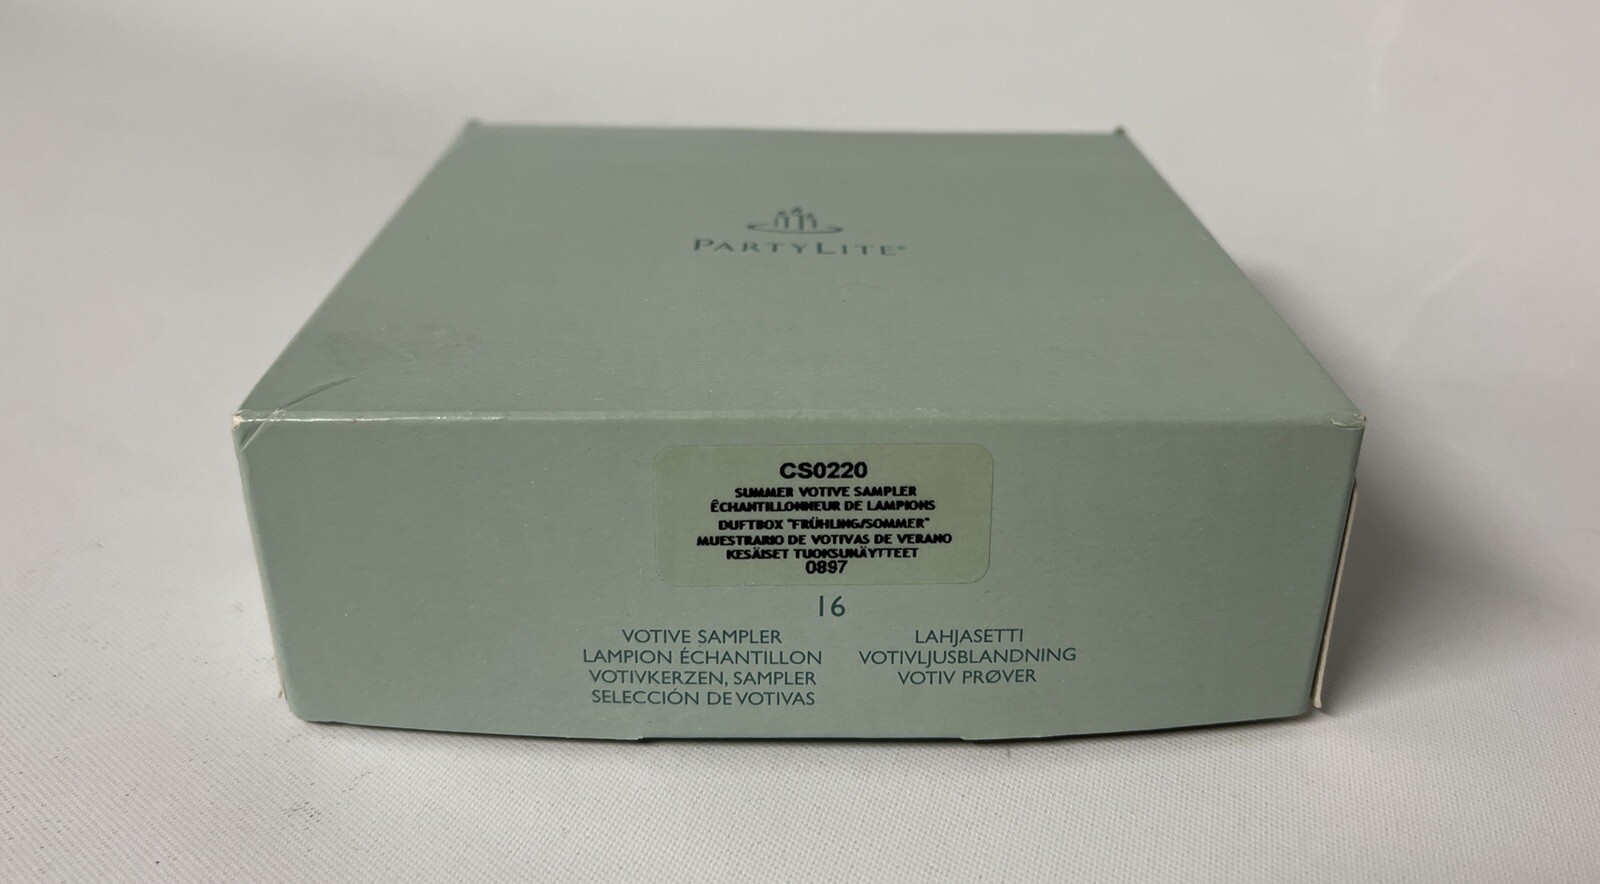 PARTYLITE®
CS0220
SUMMER VOTIVE SAMPLER
ÉCHANTILLONNEUR DE LAMPIONS
DUFTBOX "FRÜHLING/SOMMER"
MUESTRARIO DE VOTIVAS DE VERANO
KESÄISET TUOKSUNÄYTTEET
0897
16
VOTIVE SAMPLER
LAMPION ÉCHANTILLON
VOTIVKERZEN, SAMPLER
SELECCIÓN DE VOTIVAS
LAHJASETTI
VOTIVLJUSBLANDNING
VOTIV PRØVER